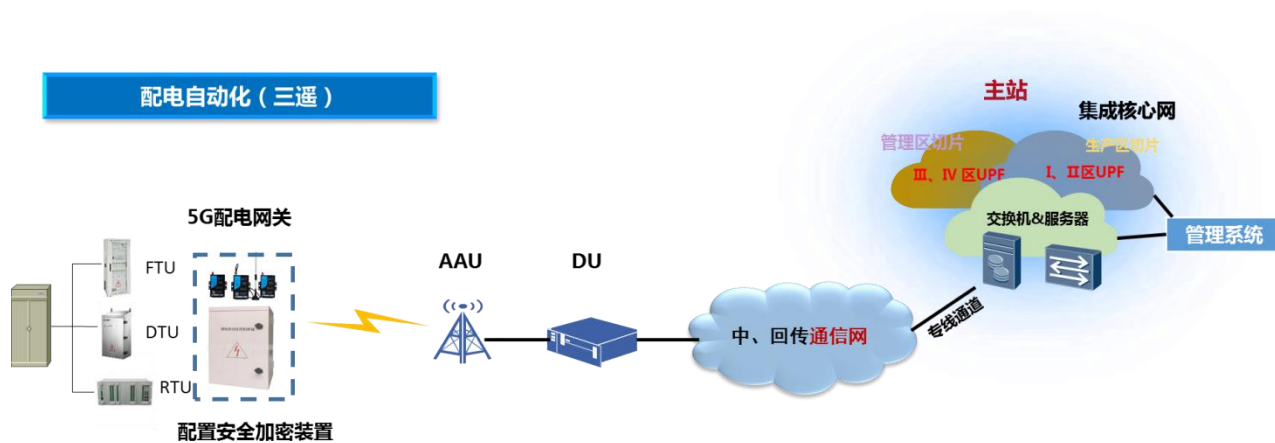 配电自动化（三遥）
主站
集成核心网
管理区切片
生产区切片
III、IV 区UPF
I、II区UPF
交换机&服务器
管理系统
5G配电网关
FTU
DTU
RTU
AAU
DU
中、回传通信网
专线通道
配置安全加密装置